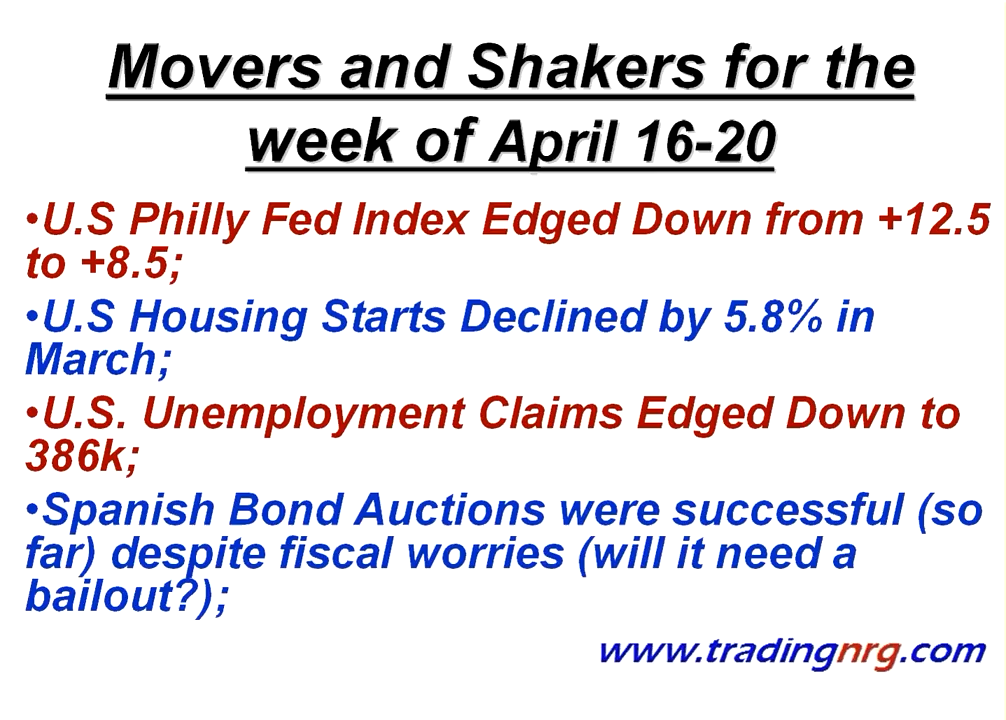 Movers and Shakers for the
week of April 16-20
•U.S Philly Fed Index Edged Down from +12.5
to +8.5;
•U.S Housing Starts Declined by 5.8% in
March;
•U.S. Unemployment Claims Edged Down to
386k;
•Spanish Bond Auctions were successful (so
far) despite fiscal worries (will it need a
bailout?);
www.tradingnrg.com